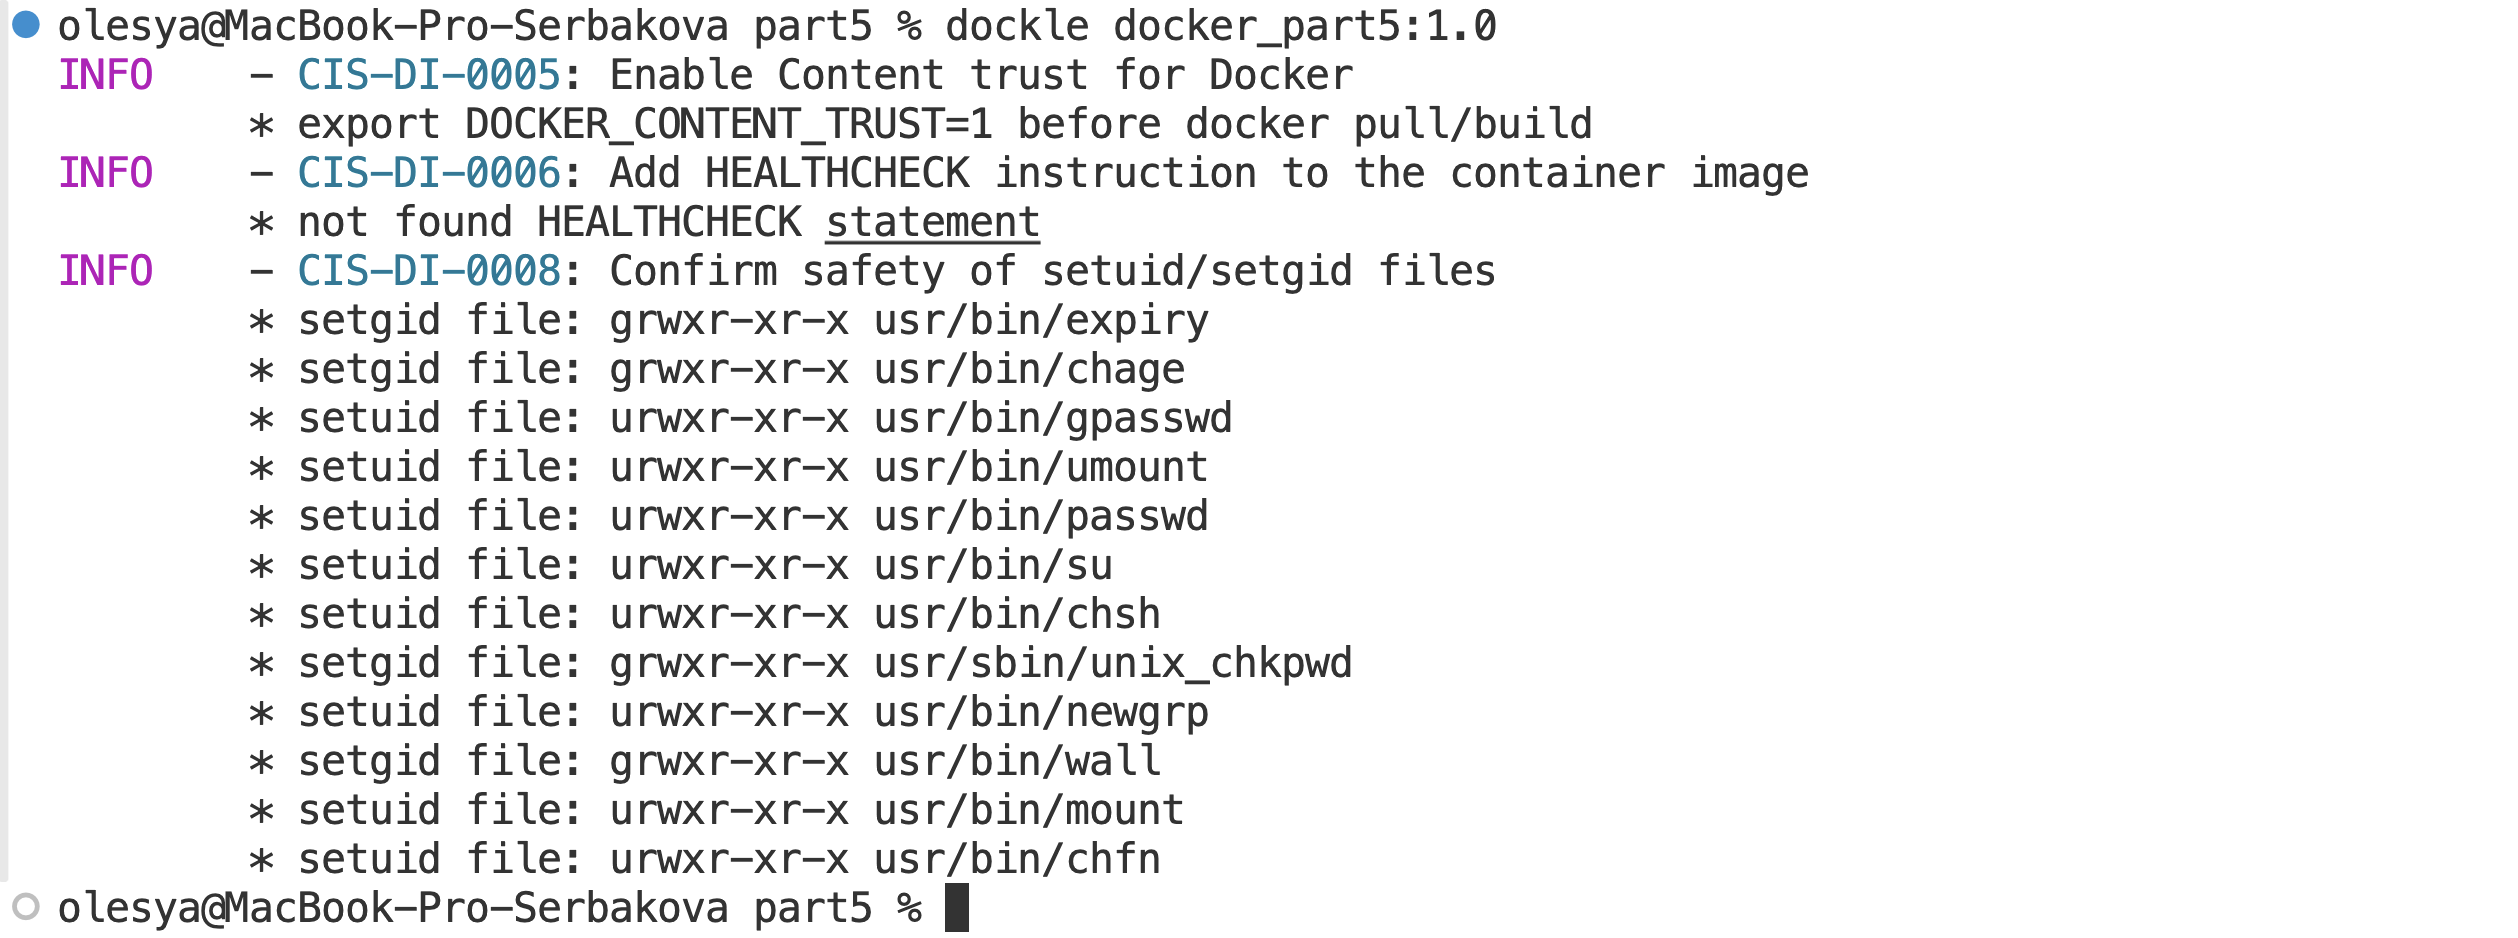 olesya@MacBook-Pro-Serbakova part5 % dockle docker_part5:1.0
INFO    - CIS-DI-0005: Enable Content trust for Docker
        * export DOCKER_CONTENT_TRUST=1 before docker pull/build
INFO    - CIS-DI-0006: Add HEALTHCHECK instruction to the container image
        * not found HEALTHCHECK statement
INFO    - CIS-DI-0008: Confirm safety of setuid/setgid files
        * setgid file: grwxr-xr-x usr/bin/expiry
        * setgid file: grwxr-xr-x usr/bin/chage
        * setuid file: urwxr-xr-x usr/bin/gpasswd
        * setuid file: urwxr-xr-x usr/bin/umount
        * setuid file: urwxr-xr-x usr/bin/passwd
        * setuid file: urwxr-xr-x usr/bin/su
        * setuid file: urwxr-xr-x usr/bin/chsh
        * setgid file: grwxr-xr-x usr/sbin/unix_chkpwd
        * setuid file: urwxr-xr-x usr/bin/newgrp
        * setgid file: grwxr-xr-x usr/bin/wall
        * setuid file: urwxr-xr-x usr/bin/mount
        * setuid file: urwxr-xr-x usr/bin/chfn
olesya@MacBook-Pro-Serbakova part5 %